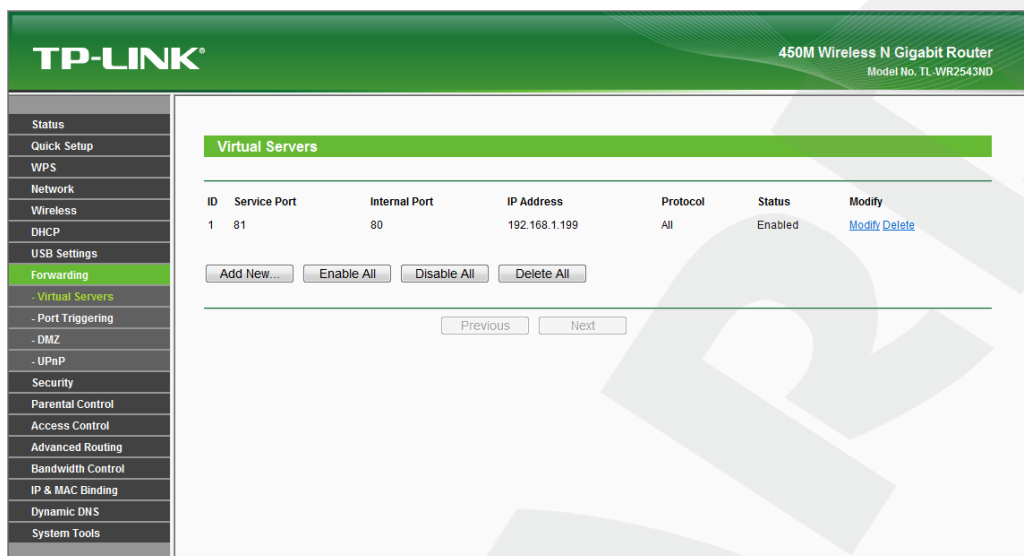 TP-LINK®
450M Wireless N Gigabit Router
Model No. TL-WR2543ND
Status
Quick Setup
WPS
Network
Wireless
DHCP
USB Settings
Forwarding
- Virtual Servers
- Port Triggering
- DMZ
- UPnP
Security
Parental Control
Access Control
Advanced Routing
Bandwidth Control
IP & MAC Binding
Dynamic DNS
System Tools
Virtual Servers
ID Service Port Internal Port IP Address Protocol Status Modify
1 81 80 192.168.1.199 All Enabled Modify Delete
Add New... Enable All Disable All Delete All
Previous Next